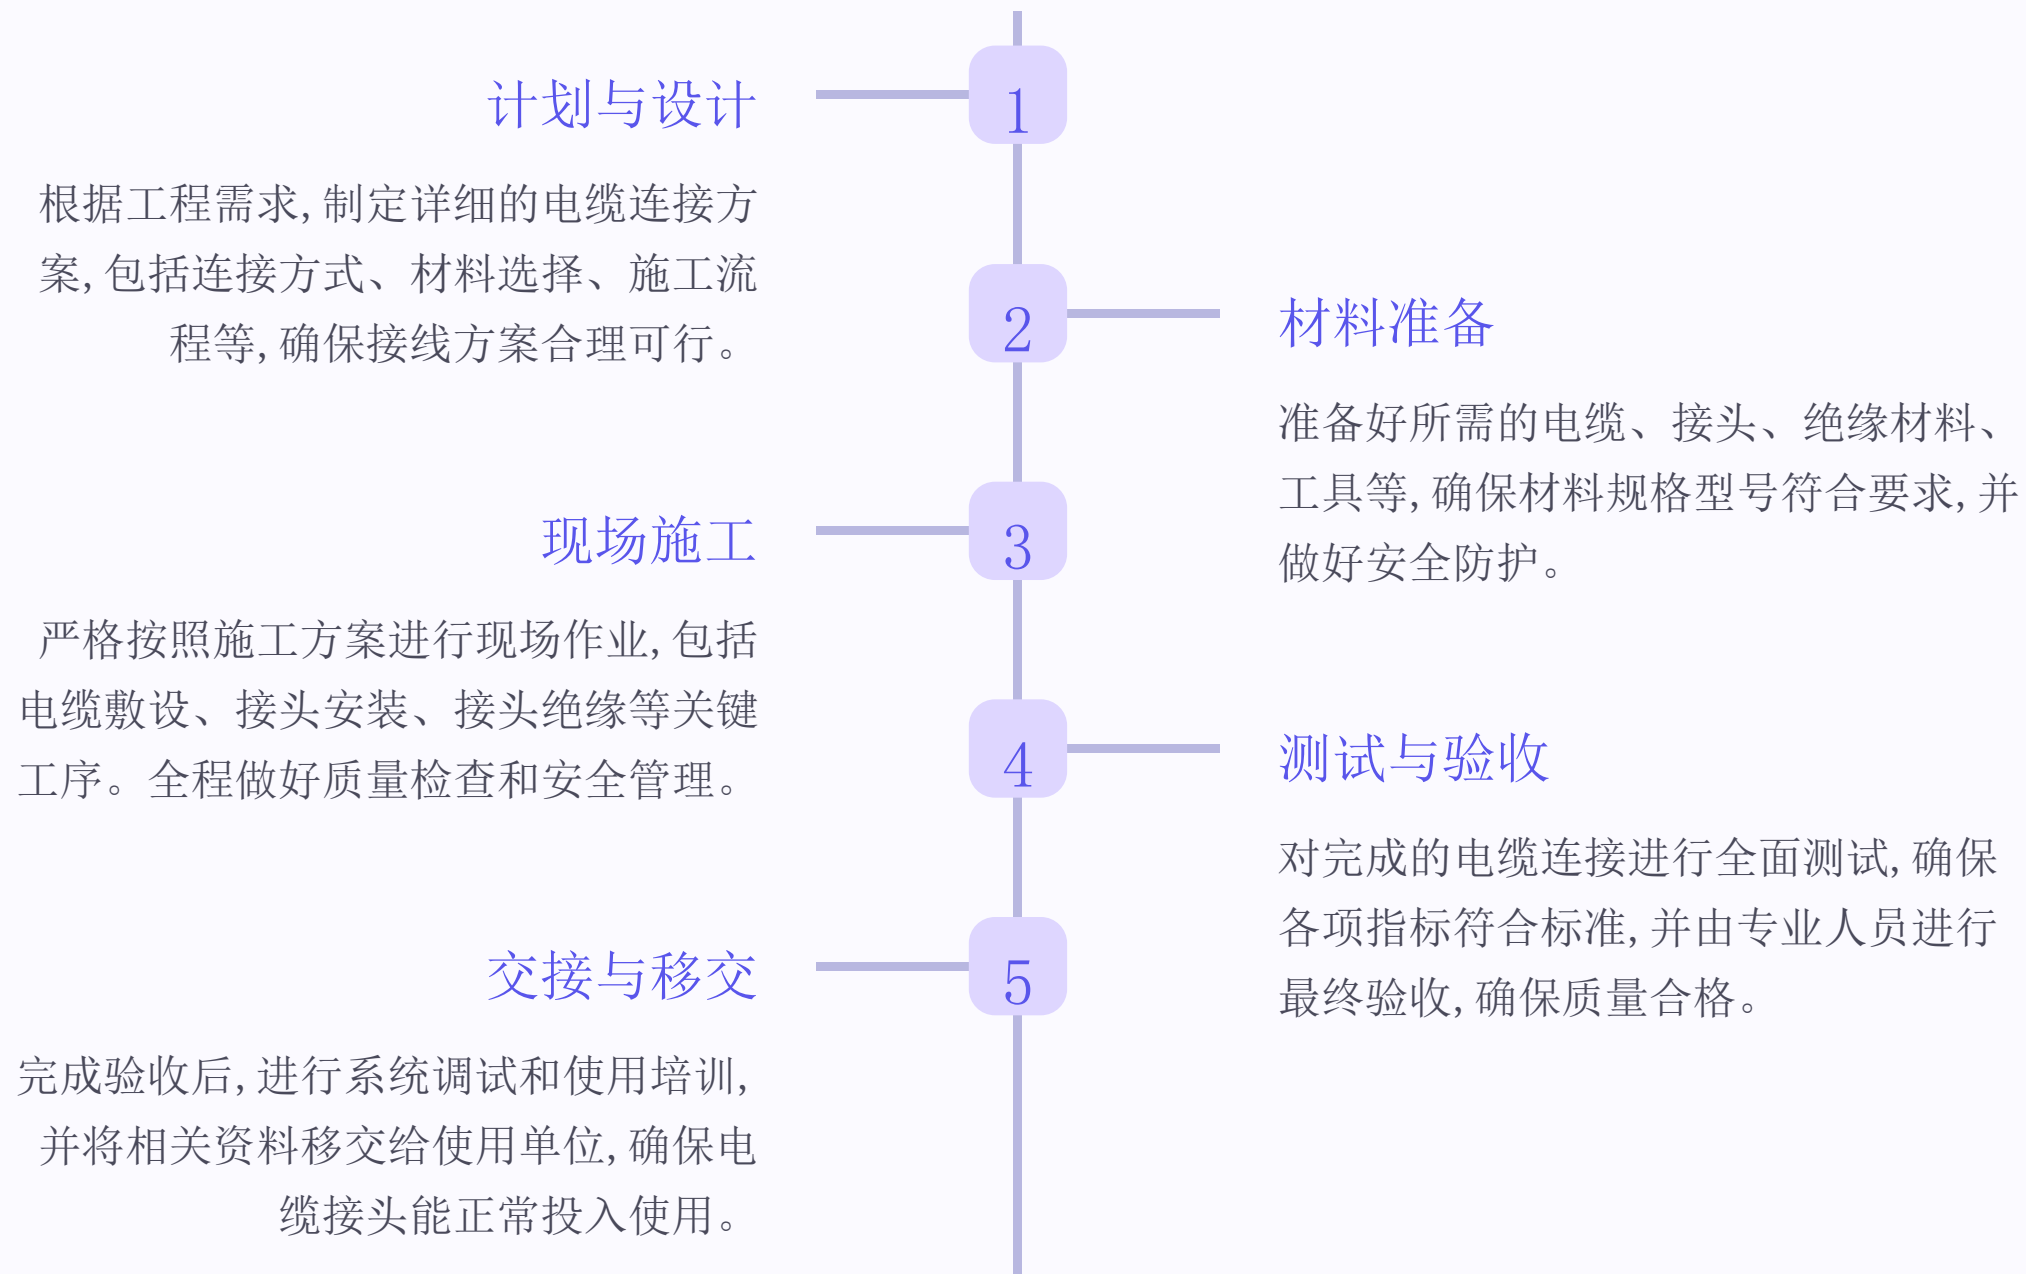 1
计划与设计
根据工程需求,制定详细的电缆连接方
案,包括连接方式、材料选择、施工流
程等,确保接线方案合理可行。
2
材料准备
准备好所需的电缆、接头、绝缘材料、
工具等,确保材料规格型号符合要求,并
做好安全防护。
3
现场施工
严格按照施工方案进行现场作业,包括
电缆敷设、接头安装、接头绝缘等关键
工序。全程做好质量检查和安全管理。
4
测试与验收
对完成的电缆连接进行全面测试,确保
各项指标符合标准,并由专业人员进行
最终验收,确保质量合格。
5
交接与移交
完成验收后,进行系统调试和使用培训,
并将相关资料移交给使用单位,确保电
缆接头能正常投入使用。